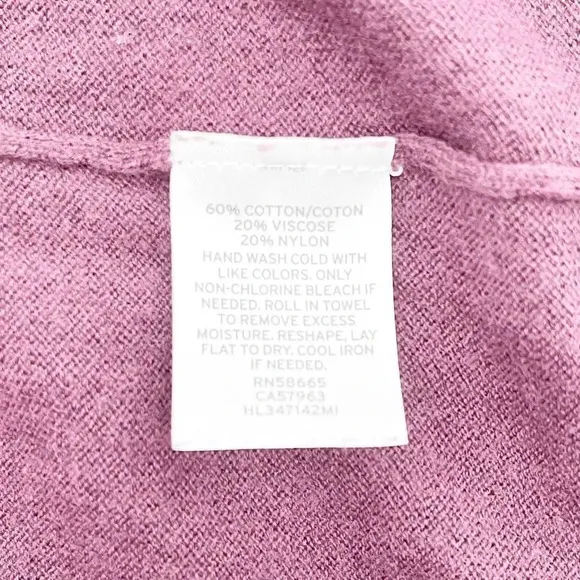 60% COTTON/COTON
20% VISCOSE
20% NYLON
HAND WASH COLD WITH
LIKE COLORS. ONLY
NON-CHLORINE BLEACH IF
NEEDED. ROLL IN TOWEL
TO REMOVE EXCESS
MOISTURE. RESHAPE, LAY
FLAT TO DRY. COOL IRON
IF NEEDED.
RN58665
CA57963
HL347142MI